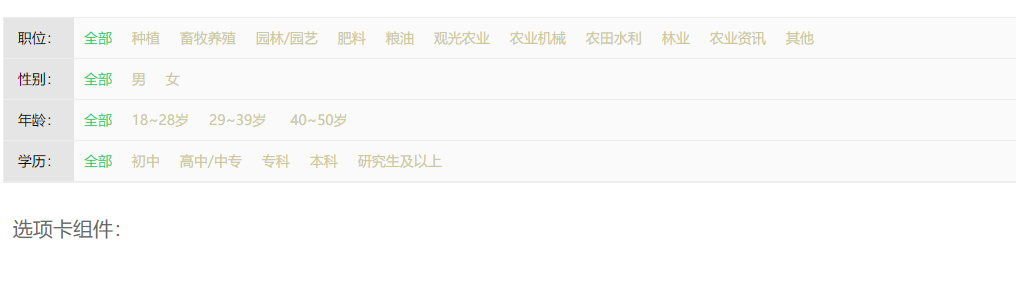 职位： 全部 种植 畜牧养殖 园林/园艺 肥料 粮油 观光农业 农业机械 农田水利 林业 农业资讯 其他
性别： 全部 男 女
年龄： 全部 18~28岁 29~39岁 40~50岁
学历： 全部 初中 高中/中专 专科 本科 研究生及以上
选项卡组件：